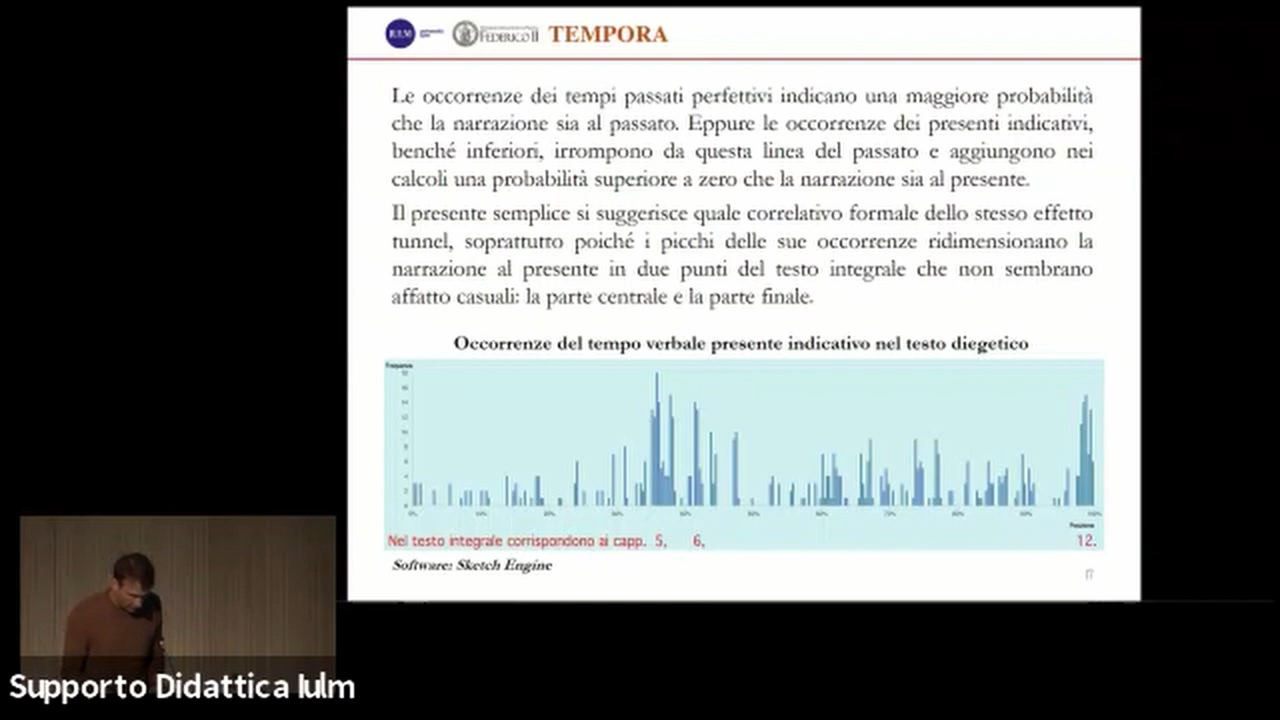 FEDERICO II TEMPORA
Le occorrenze dei tempi passati perfettivi indicano una maggiore probabilità
che la narrazione sia al passato. Eppure le occorrenze dei presenti indicativi,
benché inferiori, irrompono da questa linea del passato e aggiungono nei
calcoli una probabilità superiore a zero che la narrazione sia al presente.
Il presente semplice si suggerisce quale correlativo formale dello stesso effetto
tunnel, soprattutto poiché i picchi delle sue occorrenze ridimensionano la
narrazione al presente in due punti del testo integrale che non sembrano
affatto casuali: la parte centrale e la parte finale.
Occorrenze del tempo verbale presente indicativo nel testo diegetico
Frequenza
Posizione
Nel testo integrale corrispondono ai capp. 5, 6, 12.
Software: Sketch Engine
17
Supporto Didattica Iulm